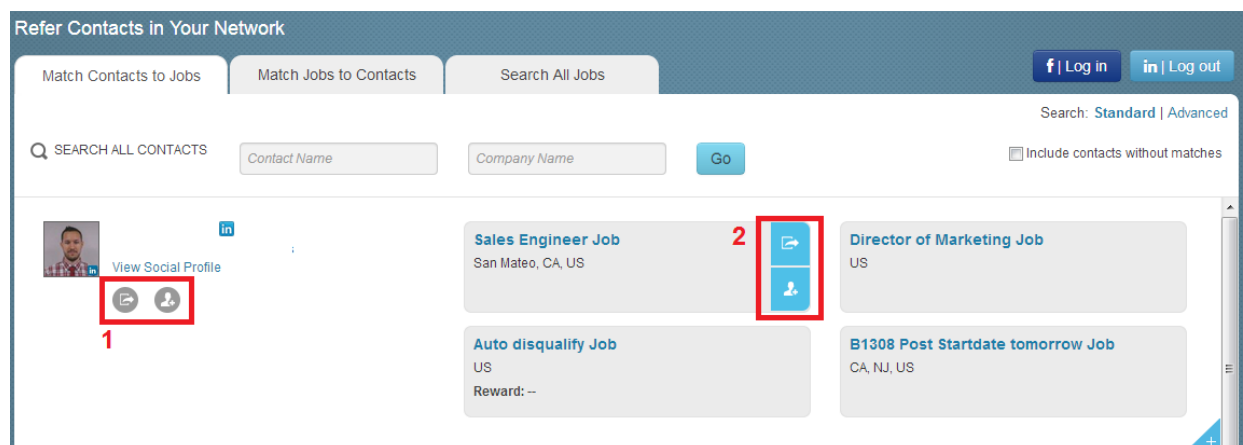 Refer Contacts in Your Network
Match Contacts to Jobs
Match Jobs to Contacts
Search All Jobs
f | Log in
in | Log out
Search: Standard | Advanced
SEARCH ALL CONTACTS
Contact Name
Company Name
Go
Include contacts without matches
in
in
View Social Profile
1
Sales Engineer Job
San Mateo, CA, US
2
Director of Marketing Job
US
Auto disqualify Job
US
Reward: --
B1308 Post Startdate tomorrow Job
CA, NJ, US
+